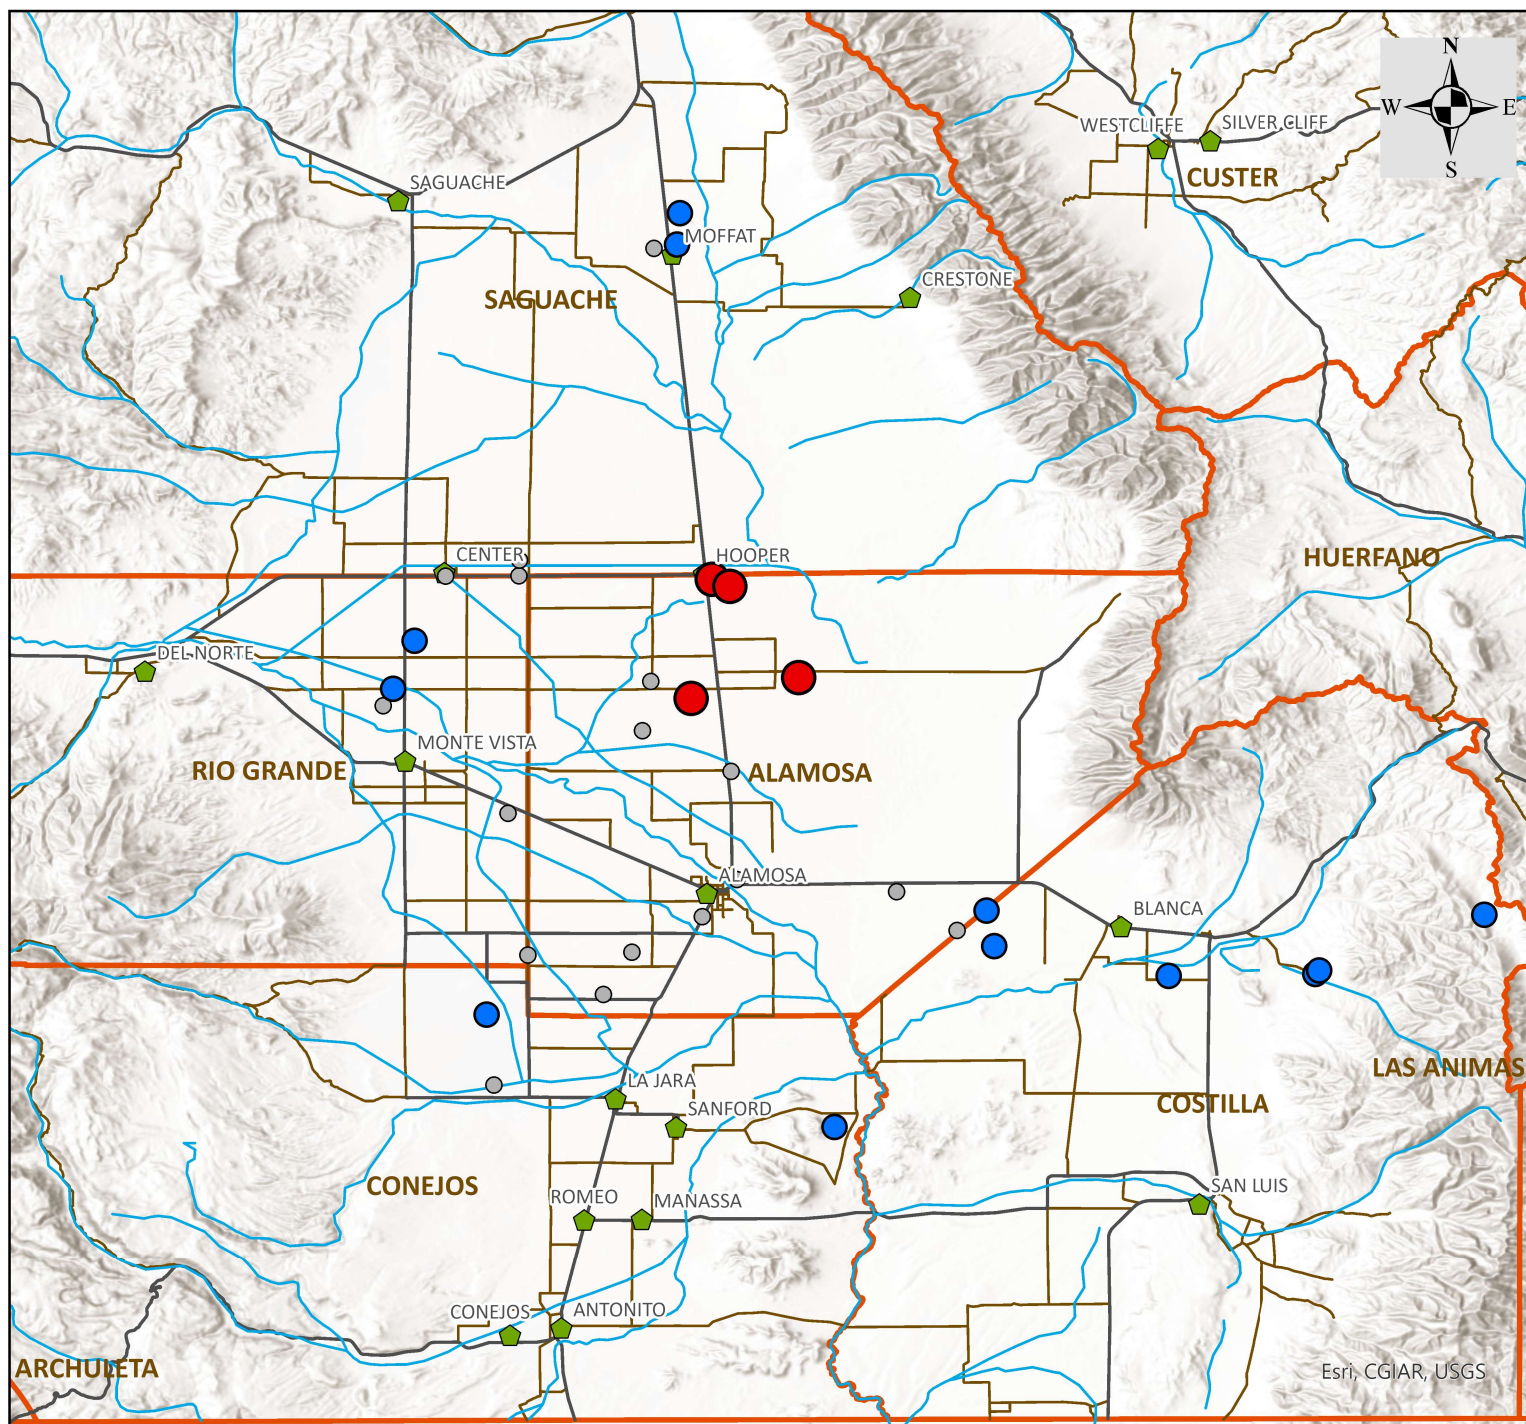 N
W E
S
WESTCLIFFE
SILVER CLIFF
CUSTER
SAGUACHE
MOFFAT
CRESTONE
SAGUACHE
CENTER
HOOPER
HUERFANO
DEL NORTE
MONTE VISTA
RIO GRANDE
ALAMOSA
ALAMOSA
BLANCA
LAS ANIMAS
LA JARA
SANFORD
COSTILLA
CONEJOS
ROMEO
MANASSA
SAN LUIS
CONEJOS
ANTONITO
ARCHULETA
Esri, CGIAR, USGS